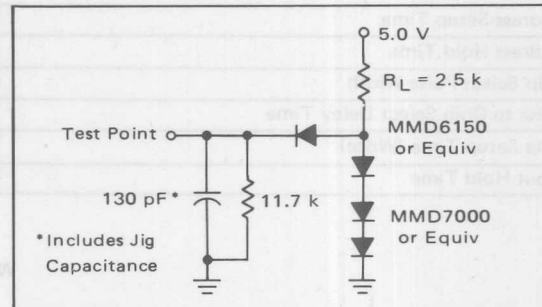 5.0 V
R_L = 2.5 k
Test Point
MMD6150
or Equiv
130 pF*
11.7 k
MMD7000
or Equiv
*Includes Jig
Capacitance